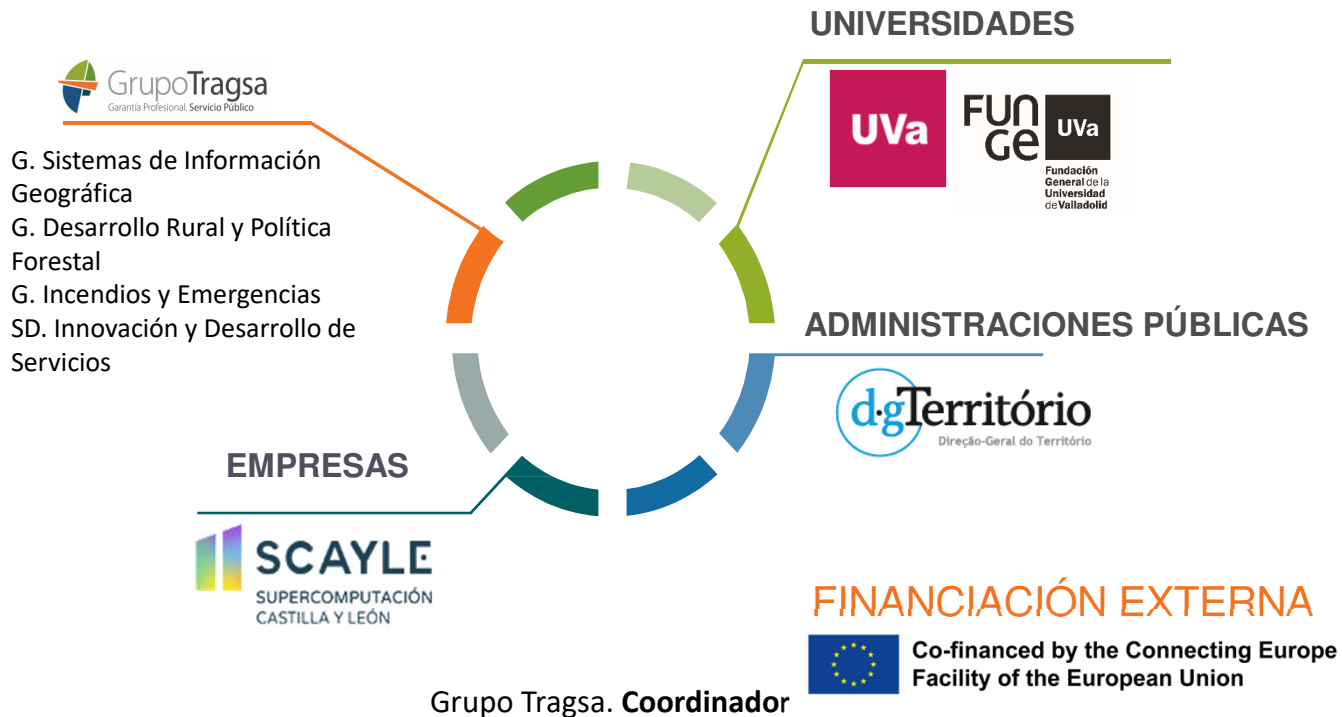 GrupoTragsa
Garantía Profesional. Servicio Público
G. Sistemas de Información
Geográfica
G. Desarrollo Rural y Política
Forestal
G. Incendios y Emergencias
SD. Innovación y Desarrollo de
Servicios
UNIVERSIDADES
UVa
FUNGE
UVa
Fundación
General de la
Universidad
de Valladolid
ADMINISTRACIONES PÚBLICAS
d·gTerritório
Direção-Geral do Território
EMPRESAS
SCAYLE
SUPERCOMPUTACIÓN
CASTILLA Y LEÓN
FINANCIACIÓN EXTERNA
Co-financed by the Connecting Europe
Facility of the European Union
Grupo Tragsa. Coordinador